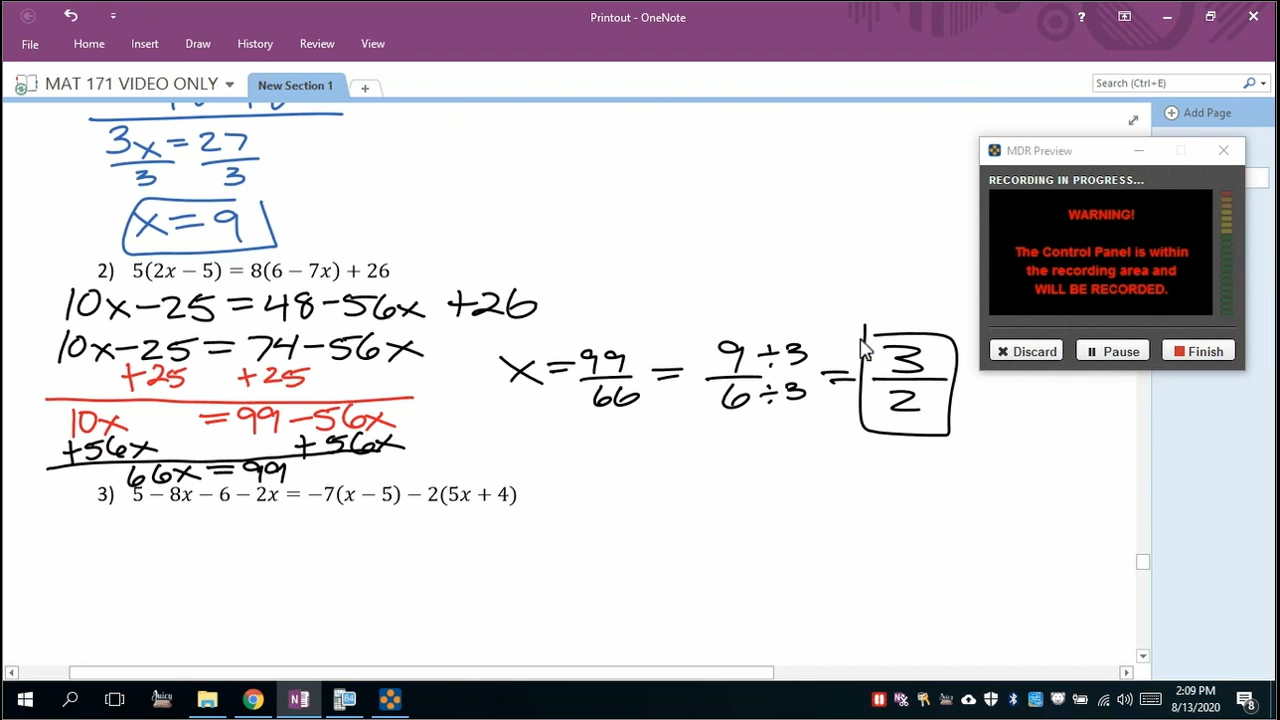 Printout - OneNote
?
File Home Insert Draw History Review View
MAT 171 VIDEO ONLY New Section 1 +
Search (Ctrl+E)
Add Page
3x = 27
3 3
x = 9
2) 5(2x − 5) = 8(6 − 7x) + 26
10x - 25 = 48 - 56x + 26
10x - 25 = 74 - 56x
+25 +25
10x = 99 - 56x
+56x +56x
66x = 99
x = 99/66 = 9÷3/6÷3 = 3/2
3) 5 − 8x − 6 − 2x = −7(x − 5) − 2(5x + 4)
MDR Preview
RECORDING IN PROGRESS...
WARNING!
The Control Panel is within
the recording area and
WILL BE RECORDED.
Discard Pause Finish
2:09 PM
8/13/2020
8